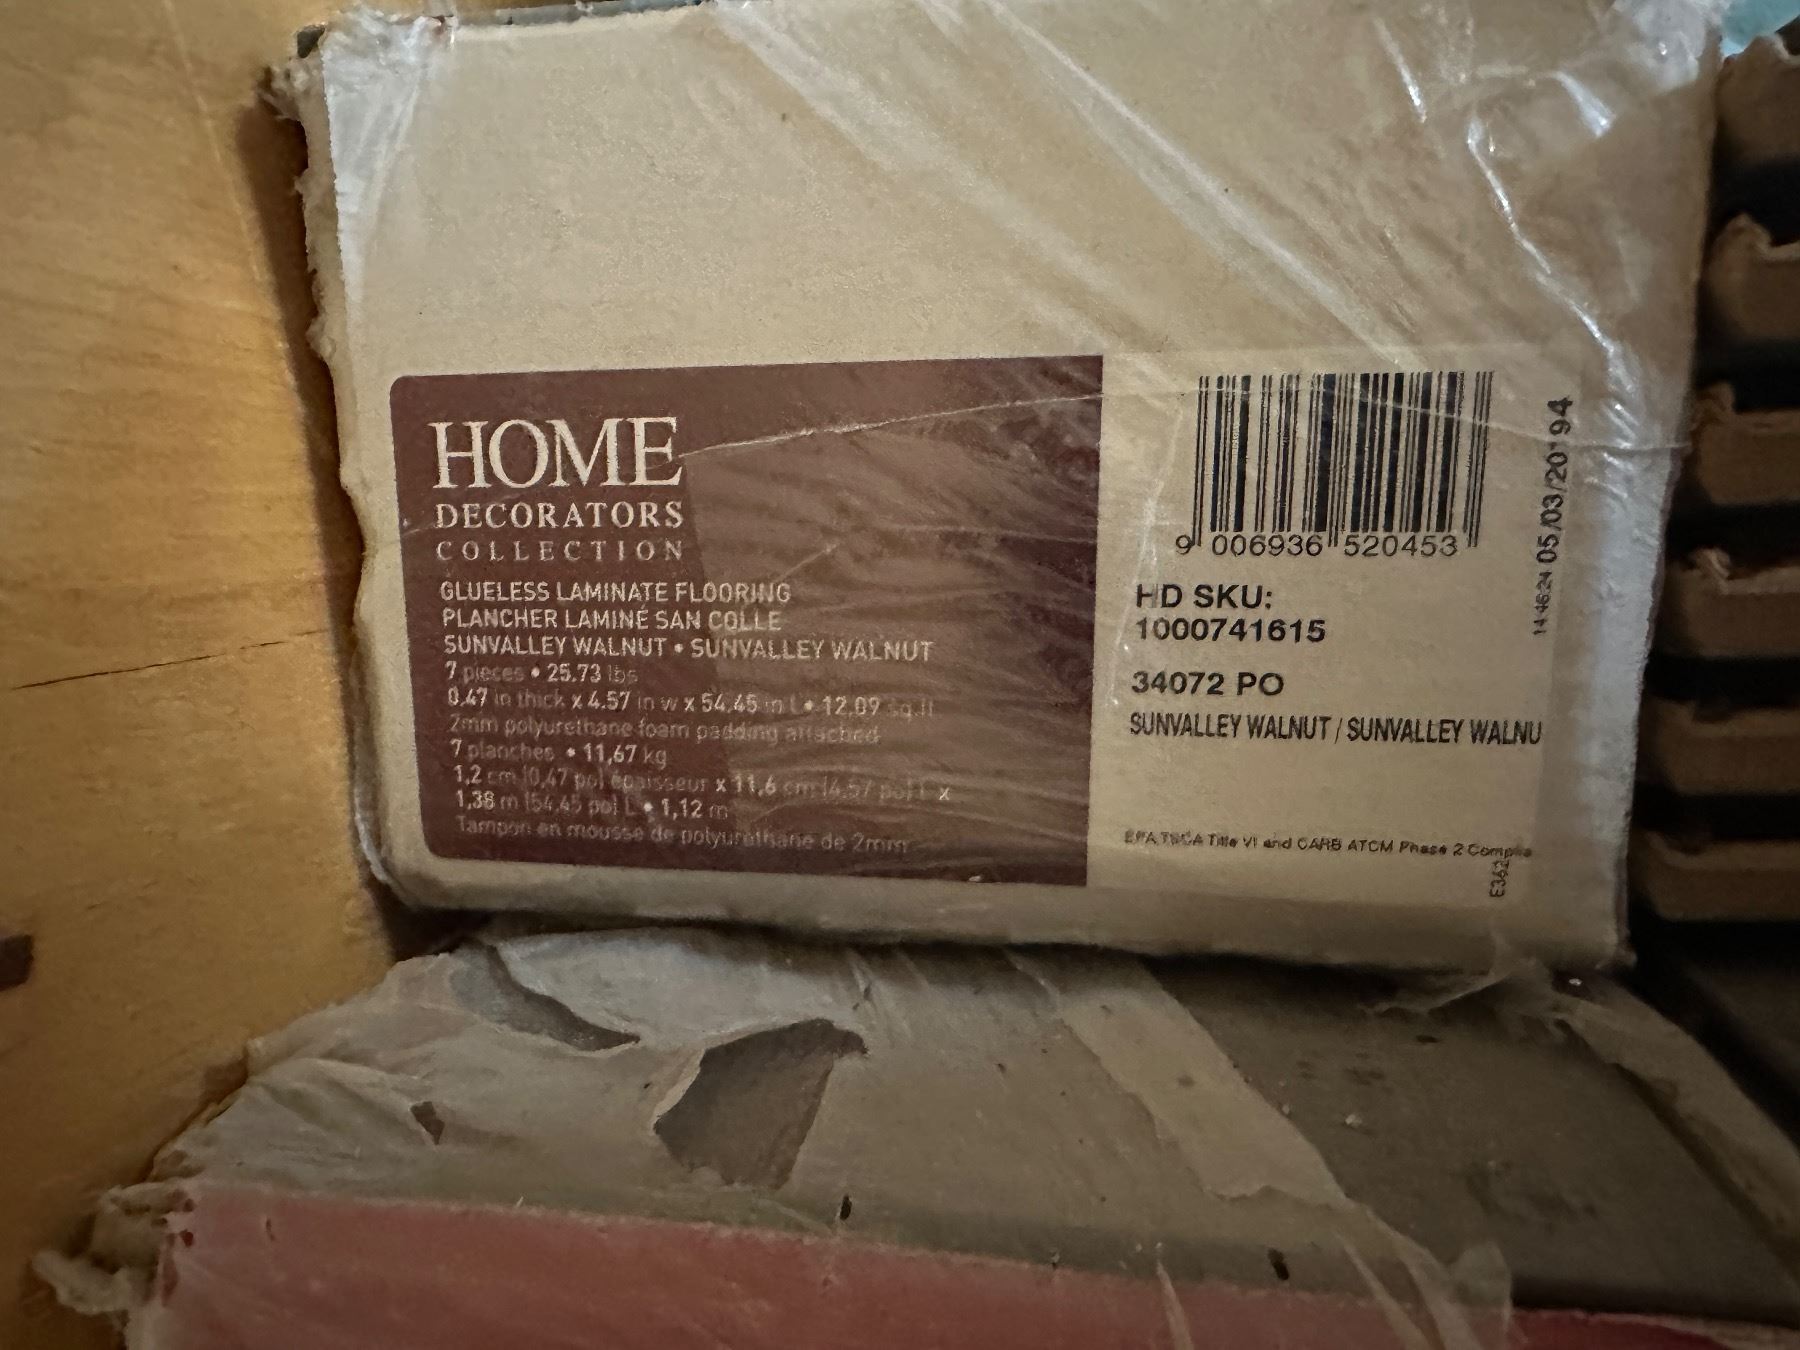 HOME
DECORATORS
COLLECTION
GLUELESS LAMINATE FLOORING
PLANCHER LAMINÉ SAN COLLE
SUNVALLEY WALNUT • SUNVALLEY WALNUT
7 pieces • 25.73 lbs
0.47 in thick x 4.57 in w x 54.45 in L • 12.09 sq.ft
2mm polyurethane foam padding attached
7 planches • 11,67 kg
1,2 cm (0,47 po) épaisseur x 11,6 cm (4.57 po) l x
1,38 m (54.45 po) L • 1,12 m
Tampon en mousse de polyuréthane de 2mm
9 006936 520453
HD SKU:
1000741615
34072 PO
SUNVALLEY WALNUT / SUNVALLEY WALNU
EPA TSCA Title VI and CARB ATCM Phase 2 Complia
14:46:24 05/03/201 94